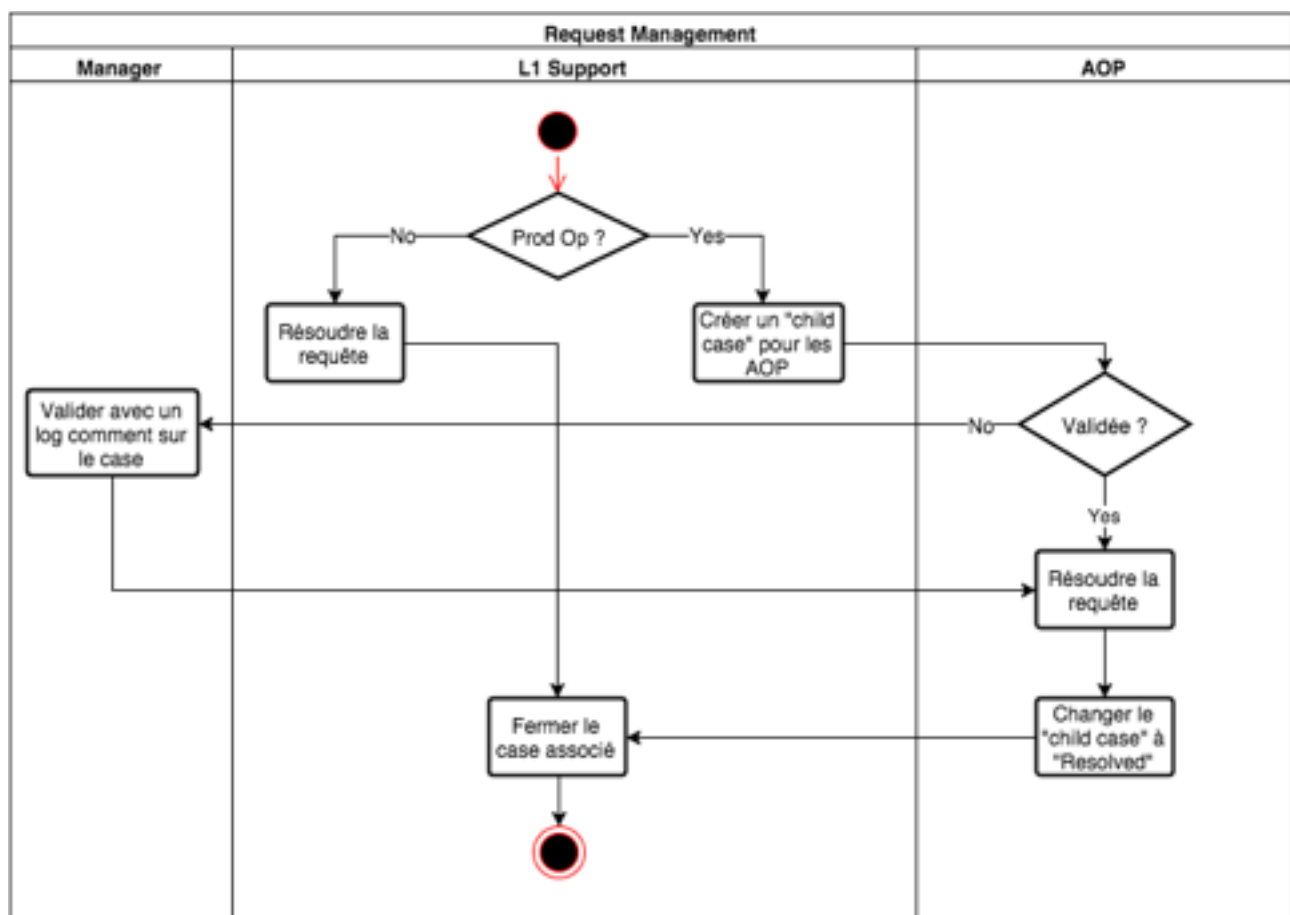 Request Management
Manager
L1 Support
AOP
Prod Op ?
No
Yes
Résoudre la
requête
Créer un "child
case" pour les
AOP
Valider avec un
log comment sur
le case
No
Validée ?
Yes
Résoudre la
requête
Fermer le
case associé
Changer le
"child case" à
"Resolved"